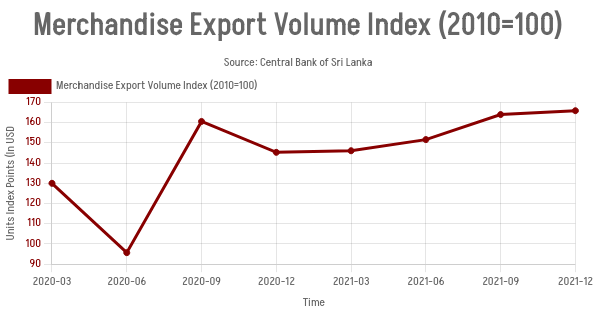 Merchandise Export Volume Index (2010=100)
Source: Central Bank of Sri Lanka
Merchandise Export Volume Index (2010=100)
Units Index Points (In USD
170
160
150
140
130
120
110
100
90
2020-03 2020-06 2020-09 2020-12 2021-03 2021-06 2021-09 2021-12
Time